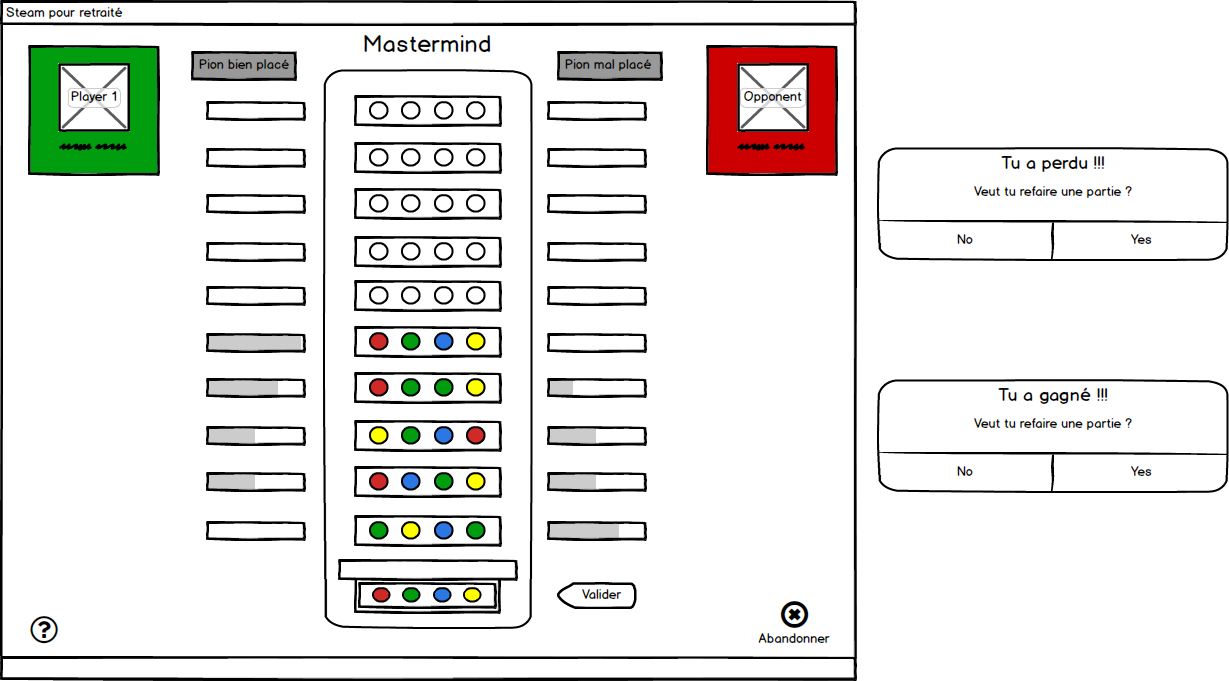 Steam pour retraité
Mastermind
Pion bien placé
Pion mal placé
Player 1
Opponent
Tu a perdu !!!
Veut tu refaire une partie ?
No
Yes
Tu a gagné !!!
Veut tu refaire une partie ?
No
Yes
Valider
?
Abandonner